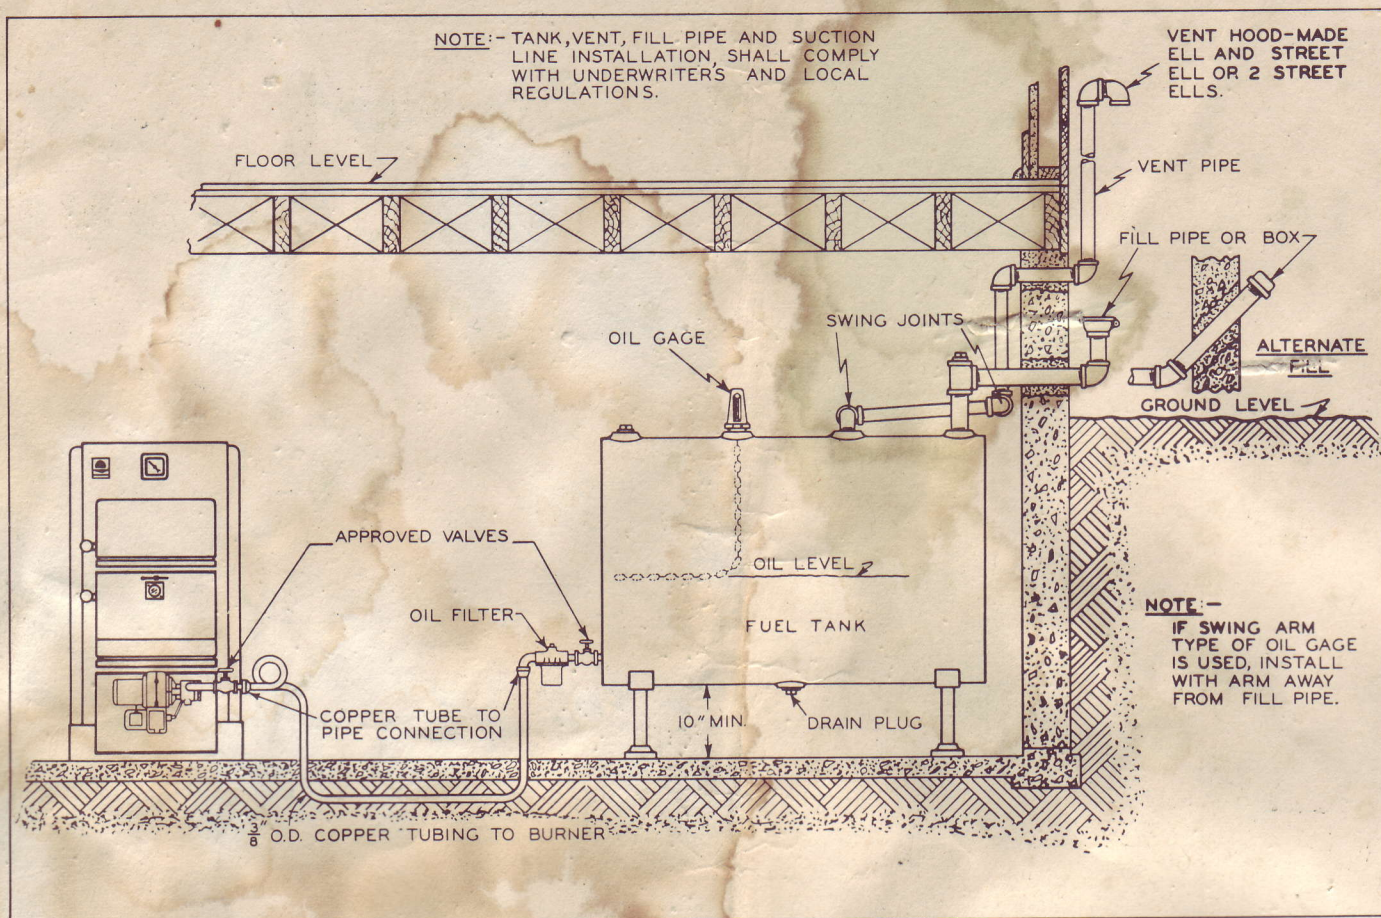 NOTE:- TANK, VENT, FILL PIPE AND SUCTION
LINE INSTALLATION, SHALL COMPLY
WITH UNDERWRITERS AND LOCAL
REGULATIONS.
VENT HOOD-MADE
ELL AND STREET
ELL OR 2 STREET
ELLS.
FLOOR LEVEL
VENT PIPE
FILL PIPE OR BOX
SWING JOINTS
OIL GAGE
ALTERNATE
FILL
GROUND LEVEL
APPROVED VALVES
OIL LEVEL
OIL FILTER
FUEL TANK
NOTE:-
IF SWING ARM
TYPE OF OIL GAGE
IS USED, INSTALL
WITH ARM AWAY
FROM FILL PIPE.
COPPER TUBE TO
PIPE CONNECTION
10" MIN.
DRAIN PLUG
3/8" O.D. COPPER TUBING TO BURNER